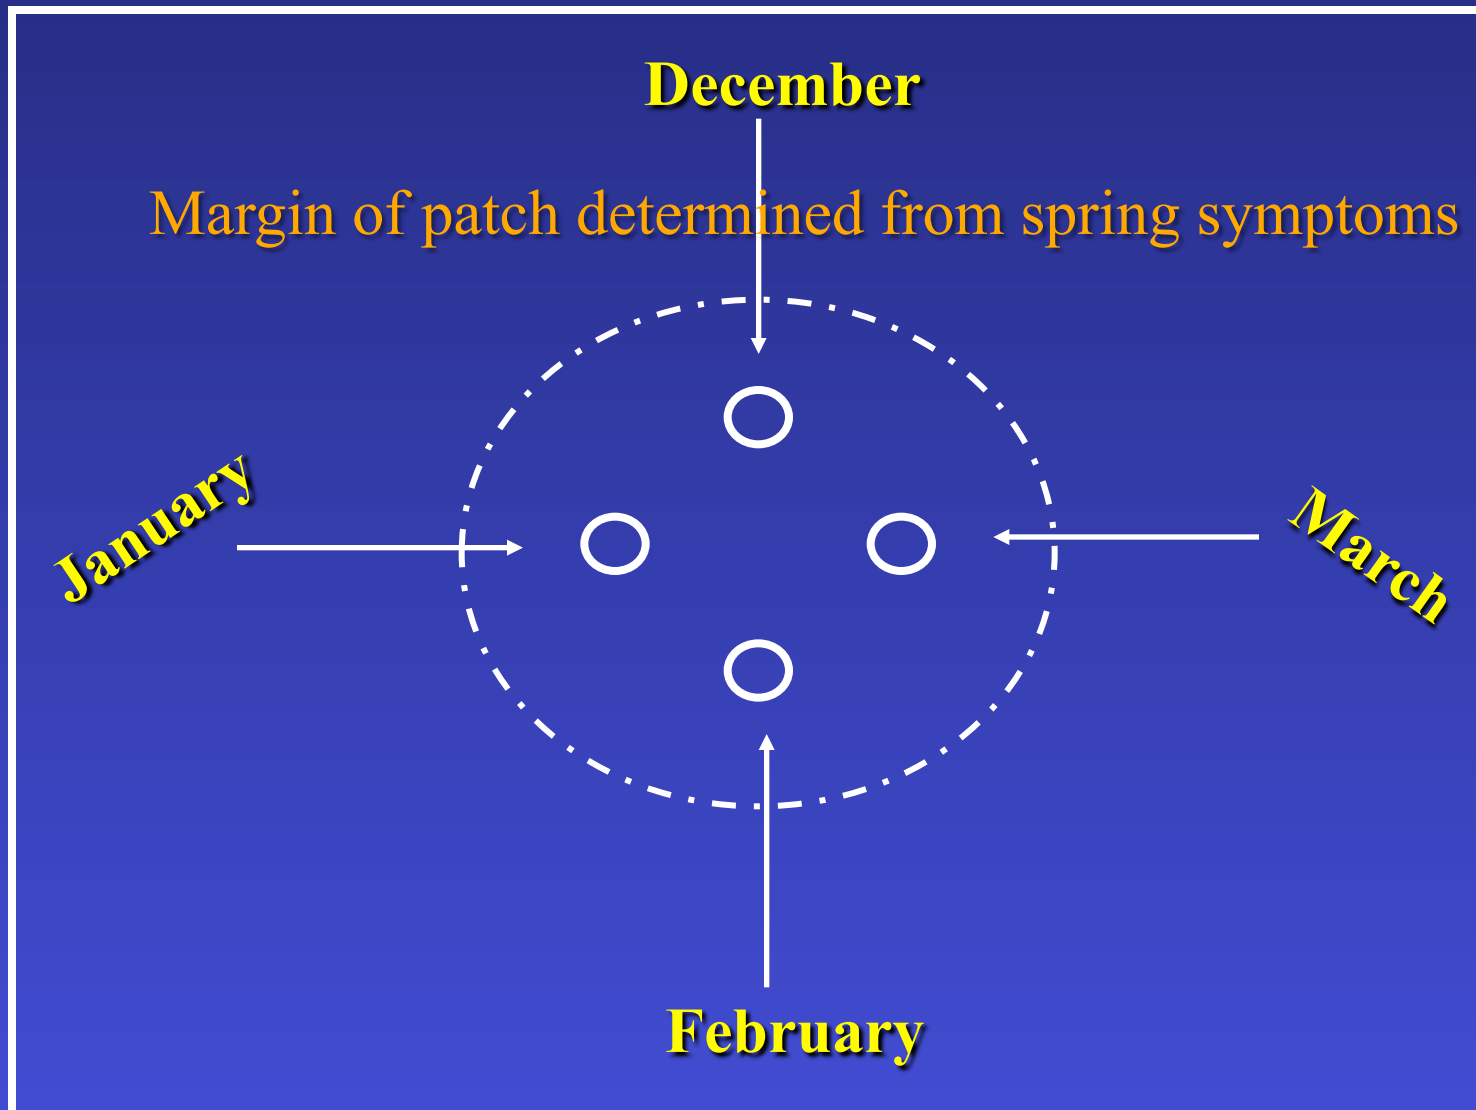 December
Margin of patch determined from spring symptoms
January
March
February